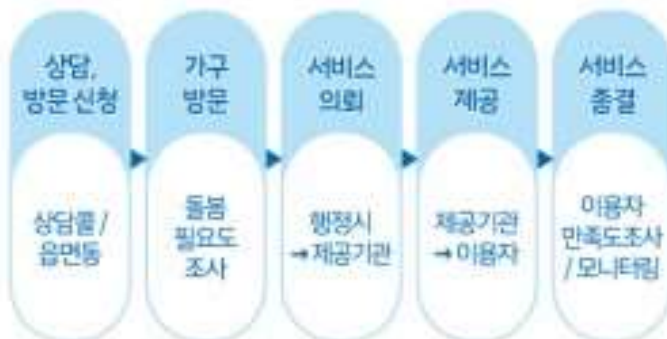 상담,
방문 신청
상담콜 /
읍면동
가구
방문
돌봄
필요도
조사
서비스
의뢰
행정시
→ 제공기관
서비스
제공
제공기관
→ 이용자
서비스
종결
이용자
만족도조사
/ 모니터링